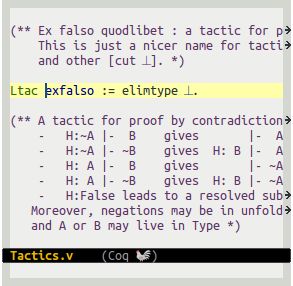 (** Ex falso quodlibet : a tactic for p
This is just a nicer name for tacti
and other [cut ⊥]. *)
Ltac exfalso := elimtype ⊥.
(** A tactic for proof by contradiction
- H:~A |- B gives |- A
- H:~A |- ~B gives H: B |- A
- H: A |- B gives |- ~A
- H: A |- ~B gives H: B |- ~A
- H:False leads to a resolved sub
Moreover, negations may be in unfold
and A or B may live in Type *)
Tactics.v (Coq 🐓)